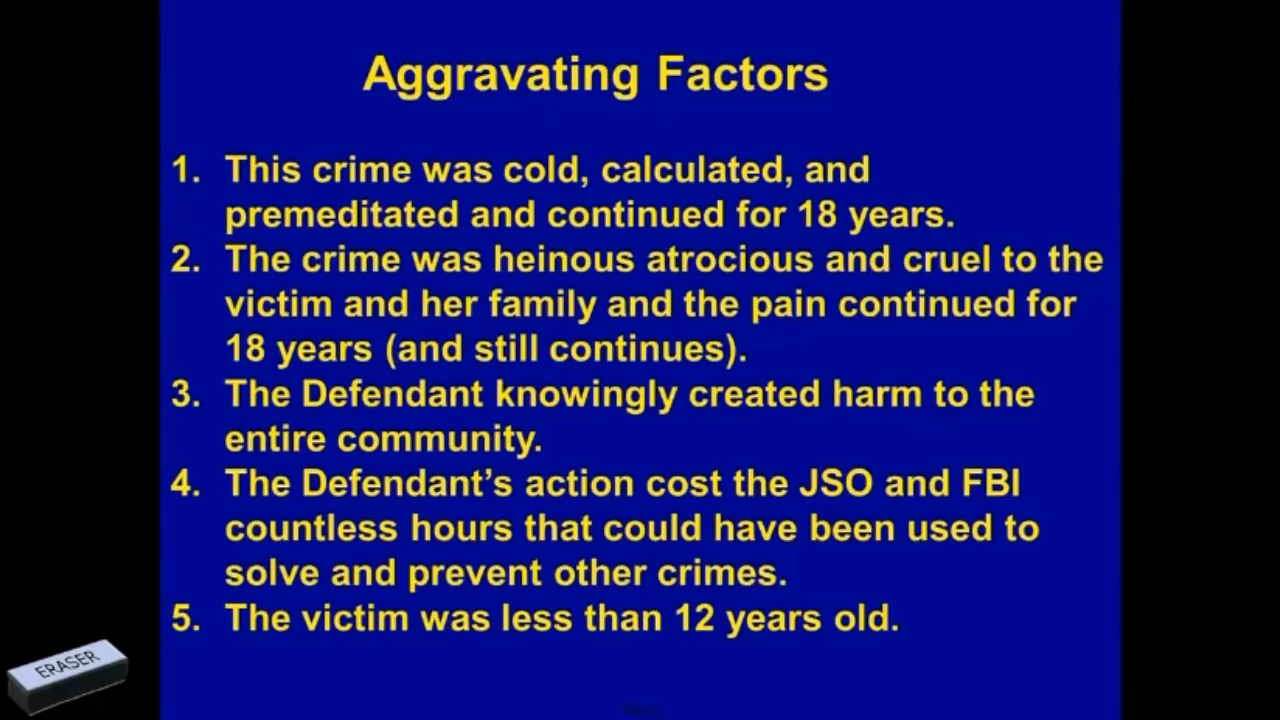 Aggravating Factors
1. This crime was cold, calculated, and
premeditated and continued for 18 years.
2. The crime was heinous atrocious and cruel to the
victim and her family and the pain continued for
18 years (and still continues).
3. The Defendant knowingly created harm to the
entire community.
4. The Defendant’s action cost the JSO and FBI
countless hours that could have been used to
solve and prevent other crimes.
5. The victim was less than 12 years old.
ERASER